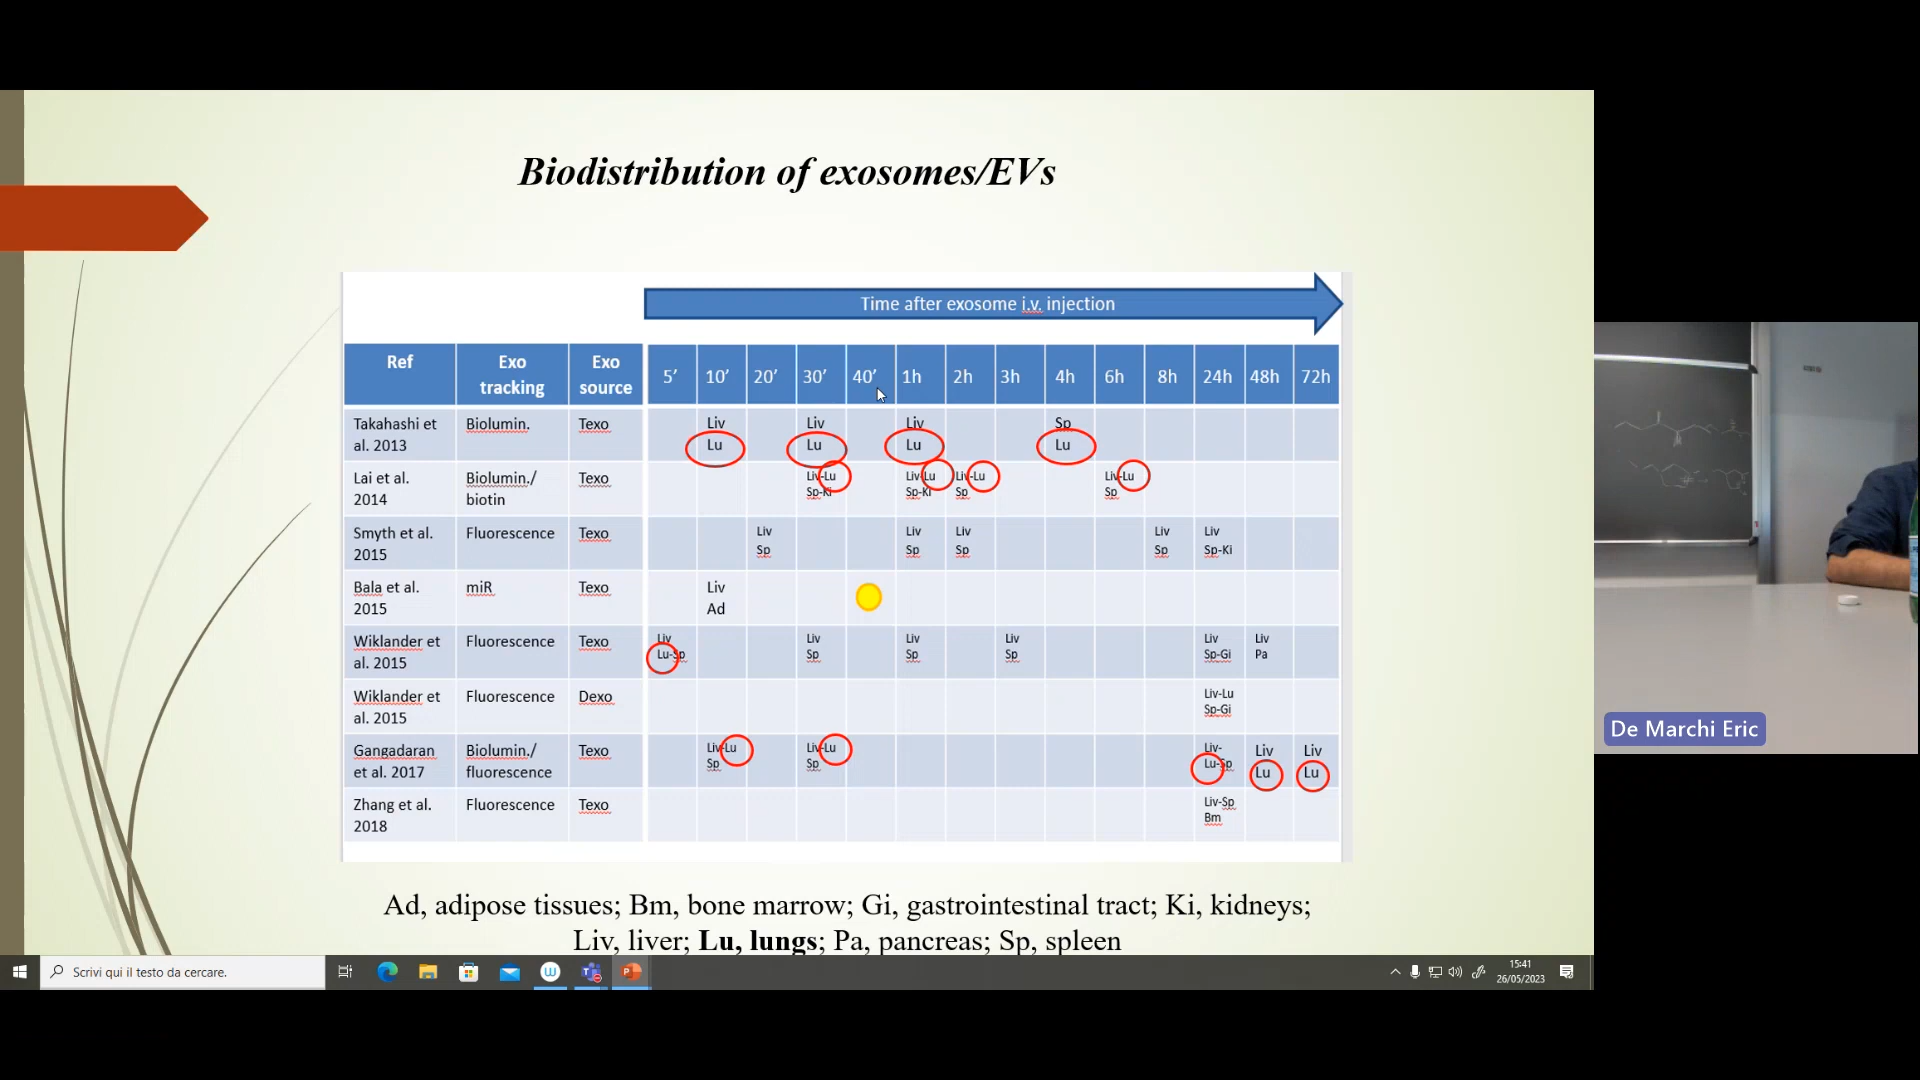 Biodistribution of exosomes/EVs
Time after exosome i.v. injection
Ref Exo tracking Exo source 5’ 10’ 20’ 30’ 40’ 1h 2h 3h 4h 6h 8h 24h 48h 72h
Takahashi et al. 2013 Biolumin. Texo Liv Lu Liv Lu Liv Lu Sp Lu
Lai et al. 2014 Biolumin./ biotin Texo Liv-Lu Sp-Ki Liv-Lu Sp-Ki Liv-Lu Sp Liv-Lu Sp
Smyth et al. 2015 Fluorescence Texo Liv Sp Liv Sp Liv Sp Liv Sp Liv Sp-Ki
Bala et al. 2015 miR Texo Liv Ad
Wiklander et al. 2015 Fluorescence Texo Liv Lu-Sp Liv Sp Liv Sp Liv Sp Liv Sp-Gi Liv Pa
Wiklander et al. 2015 Fluorescence Dexo Liv-Lu Sp-Gi
Gangadaran et al. 2017 Biolumin./ fluorescence Texo Liv-Lu Sp Liv-Lu Sp Liv- Lu-Sp Liv Lu Liv Lu
Zhang et al. 2018 Fluorescence Texo Liv-Sp Bm
Ad, adipose tissues; Bm, bone marrow; Gi, gastrointestinal tract; Ki, kidneys;
Liv, liver; Lu, lungs; Pa, pancreas; Sp, spleen
De Marchi Eric
Scrivi qui il testo da cercare.
15:41
26/05/2023